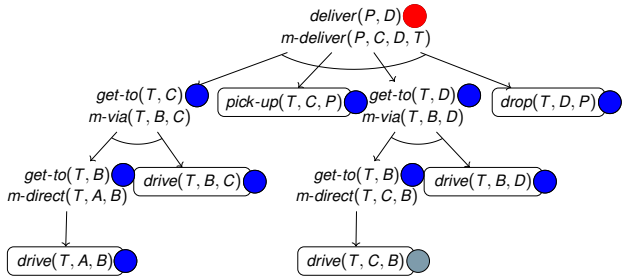 deliver(P, D)
m-deliver(P, C, D, T)
get-to(T, C)
m-via(T, B, C)
pick-up(T, C, P)
get-to(T, D)
m-via(T, B, D)
drop(T, D, P)
get-to(T, B)
m-direct(T, A, B)
drive(T, B, C)
get-to(T, B)
m-direct(T, C, B)
drive(T, B, D)
drive(T, A, B)
drive(T, C, B)